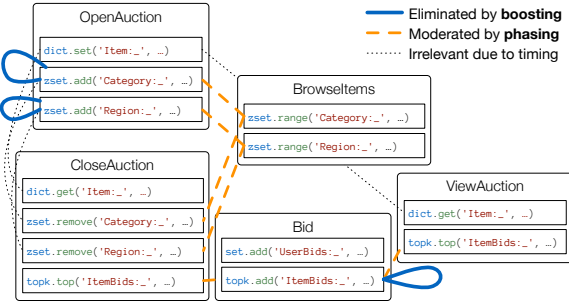 OpenAuction
dict.set('Item:_', …)
zset.add('Category:_', …)
zset.add('Region:_', …)
Eliminated by boosting
Moderated by phasing
Irrelevant due to timing
BrowseItems
zset.range('Category:_', …)
zset.range('Region:_', …)
CloseAuction
dict.get('Item:_', …)
zset.remove('Category:_', …)
zset.remove('Region:_', …)
topk.top('ItemBids:_', …)
Bid
set.add('UserBids:_', …)
topk.add('ItemBids:_', …)
ViewAuction
dict.get('Item:_', …)
topk.top('ItemBids:_', …)